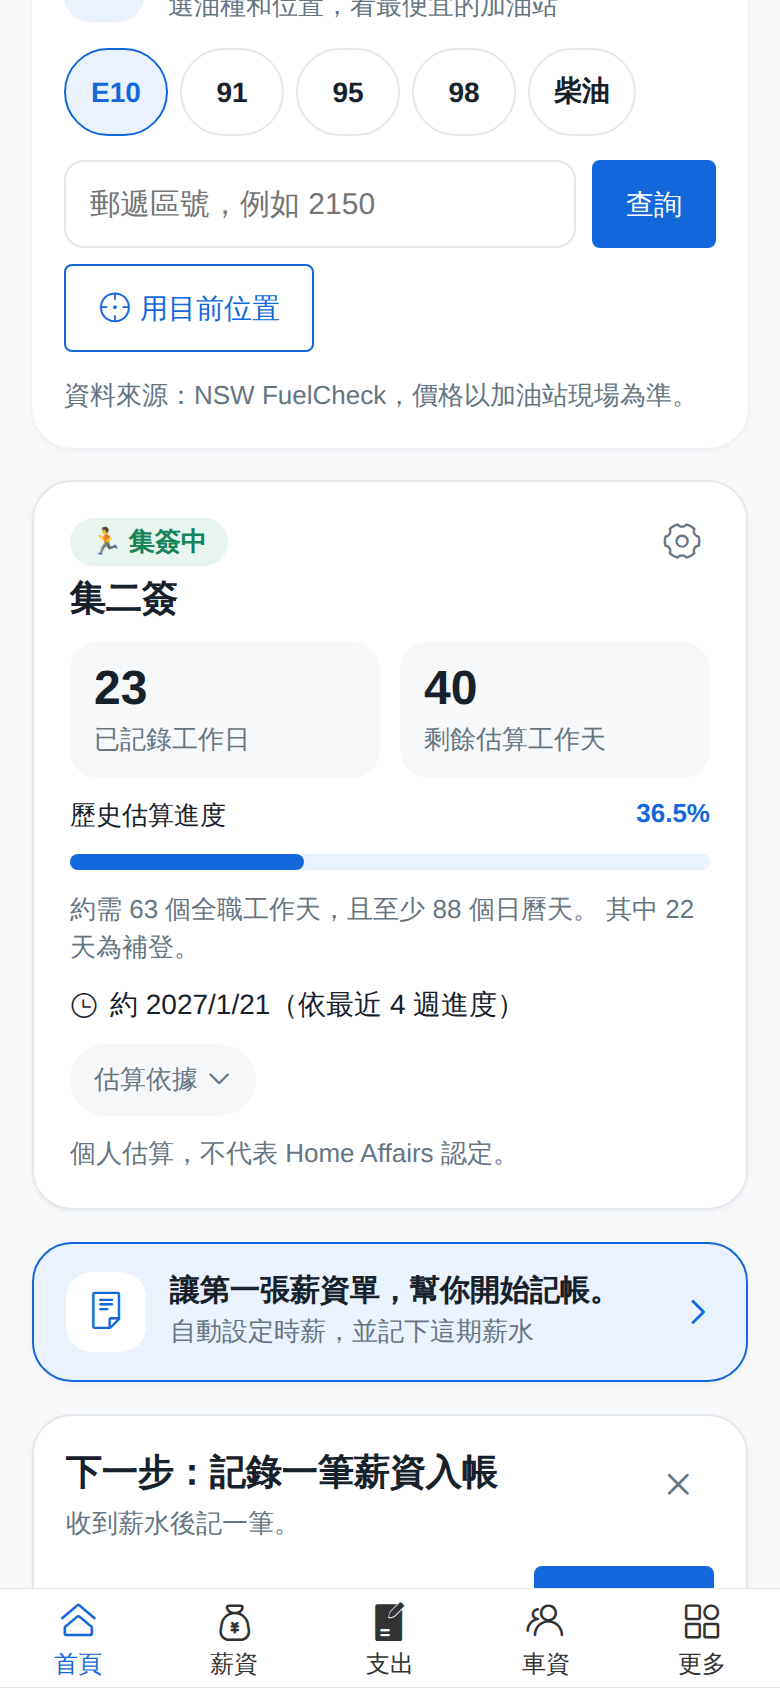 選油種和位置，看最便宜的加油站
E10
91
95
98
柴油
郵遞區號，例如 2150
查詢
用目前位置
資料來源：NSW FuelCheck，價格以加油站現場為準。
🏃 集簽中
集二簽
23
已記錄工作日
40
剩餘估算工作天
歷史估算進度
36.5%
約需 63 個全職工作天，且至少 88 個日曆天。 其中 22
天為補登。
約 2027/1/21（依最近 4 週進度）
估算依據
個人估算，不代表 Home Affairs 認定。
讓第一張薪資單，幫你開始記帳。
自動設定時薪，並記下這期薪水
下一步：記錄一筆薪資入帳
收到薪水後記一筆。
首頁
薪資
支出
車資
更多